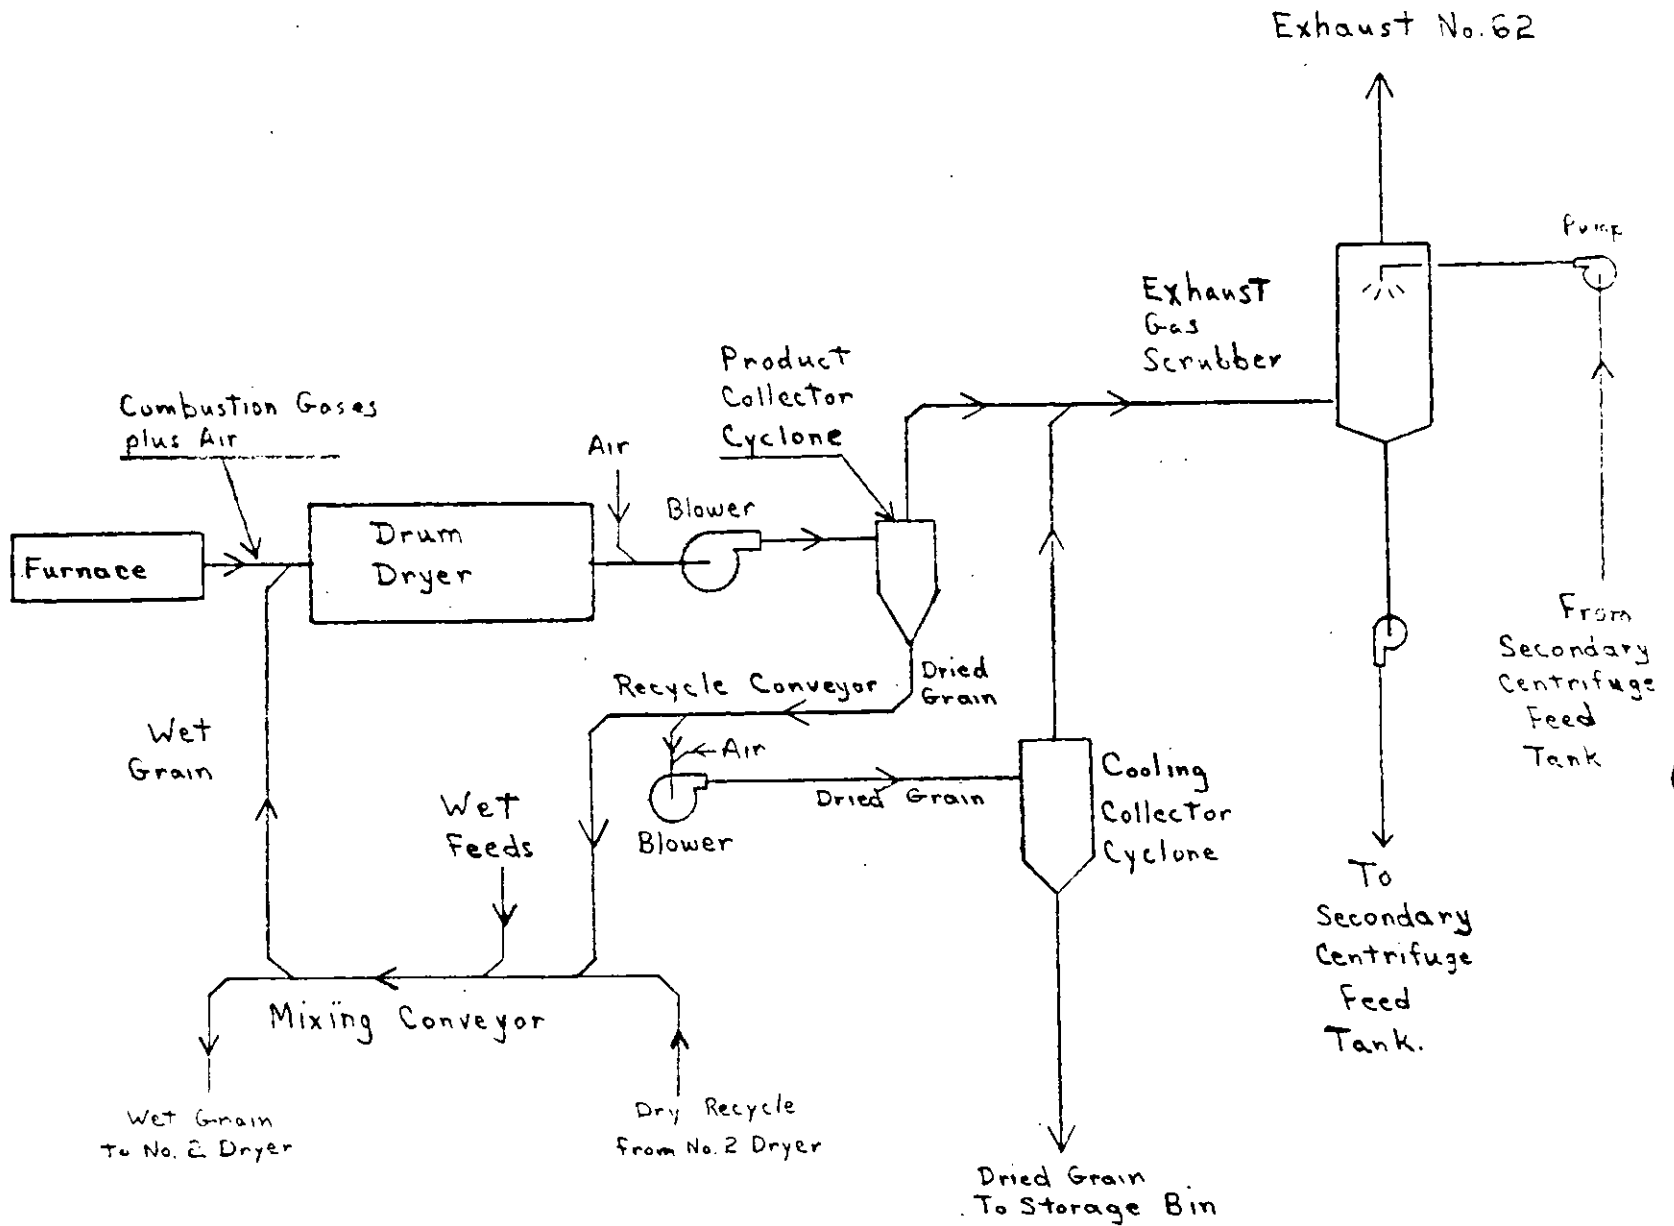 Exhaust No. 62
Pump
Exhaust
Gas
Scrubber
Product
Collector
Cyclone
Combustion Gases
plus Air
Air
Blower
Drum
Dryer
Furnace
From
Secondary
Centrifuge
Feed
Tank
Dried
Grain
Recycle Conveyor
Wet
Grain
Air
Cooling
Collector
Cyclone
Dried Grain
Wet
Feeds
Blower
To
Secondary
Centrifuge
Feed
Tank.
Mixing Conveyor
Wet Grain
To No. 2 Dryer
Dry Recycle
From No. 2 Dryer
Dried Grain
To Storage Bin